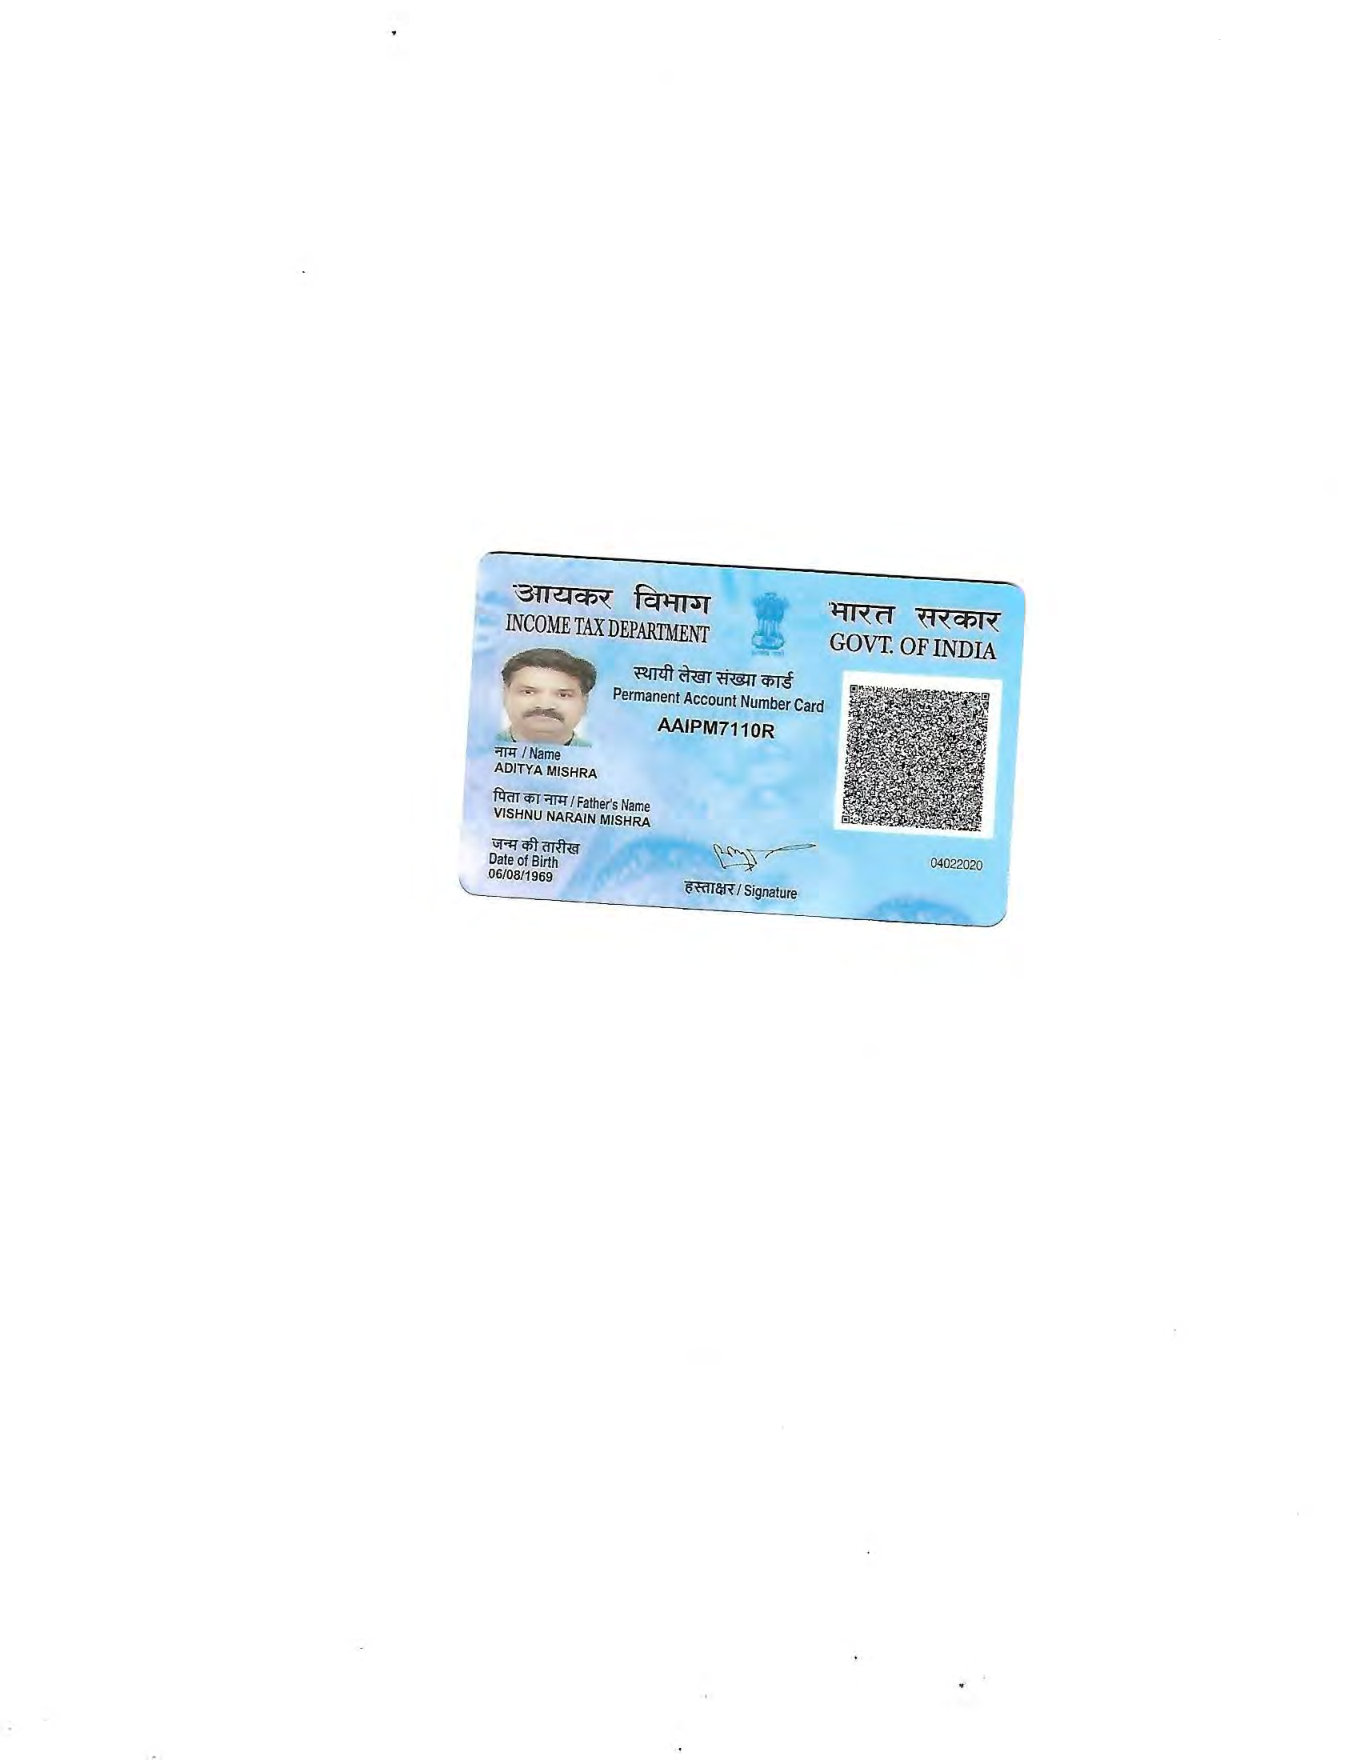 आयकर विभाग
INCOME TAX DEPARTMENT
भारत सरकार
GOVT. OF INDIA
स्थायी लेखा संख्या कार्ड
Permanent Account Number Card
AAIPM7110R
नाम / Name
ADITYA MISHRA
पिता का नाम / Father's Name
VISHNU NARAIN MISHRA
जन्म की तारीख
Date of Birth
06/08/1969
हस्ताक्षर / Signature
04022020